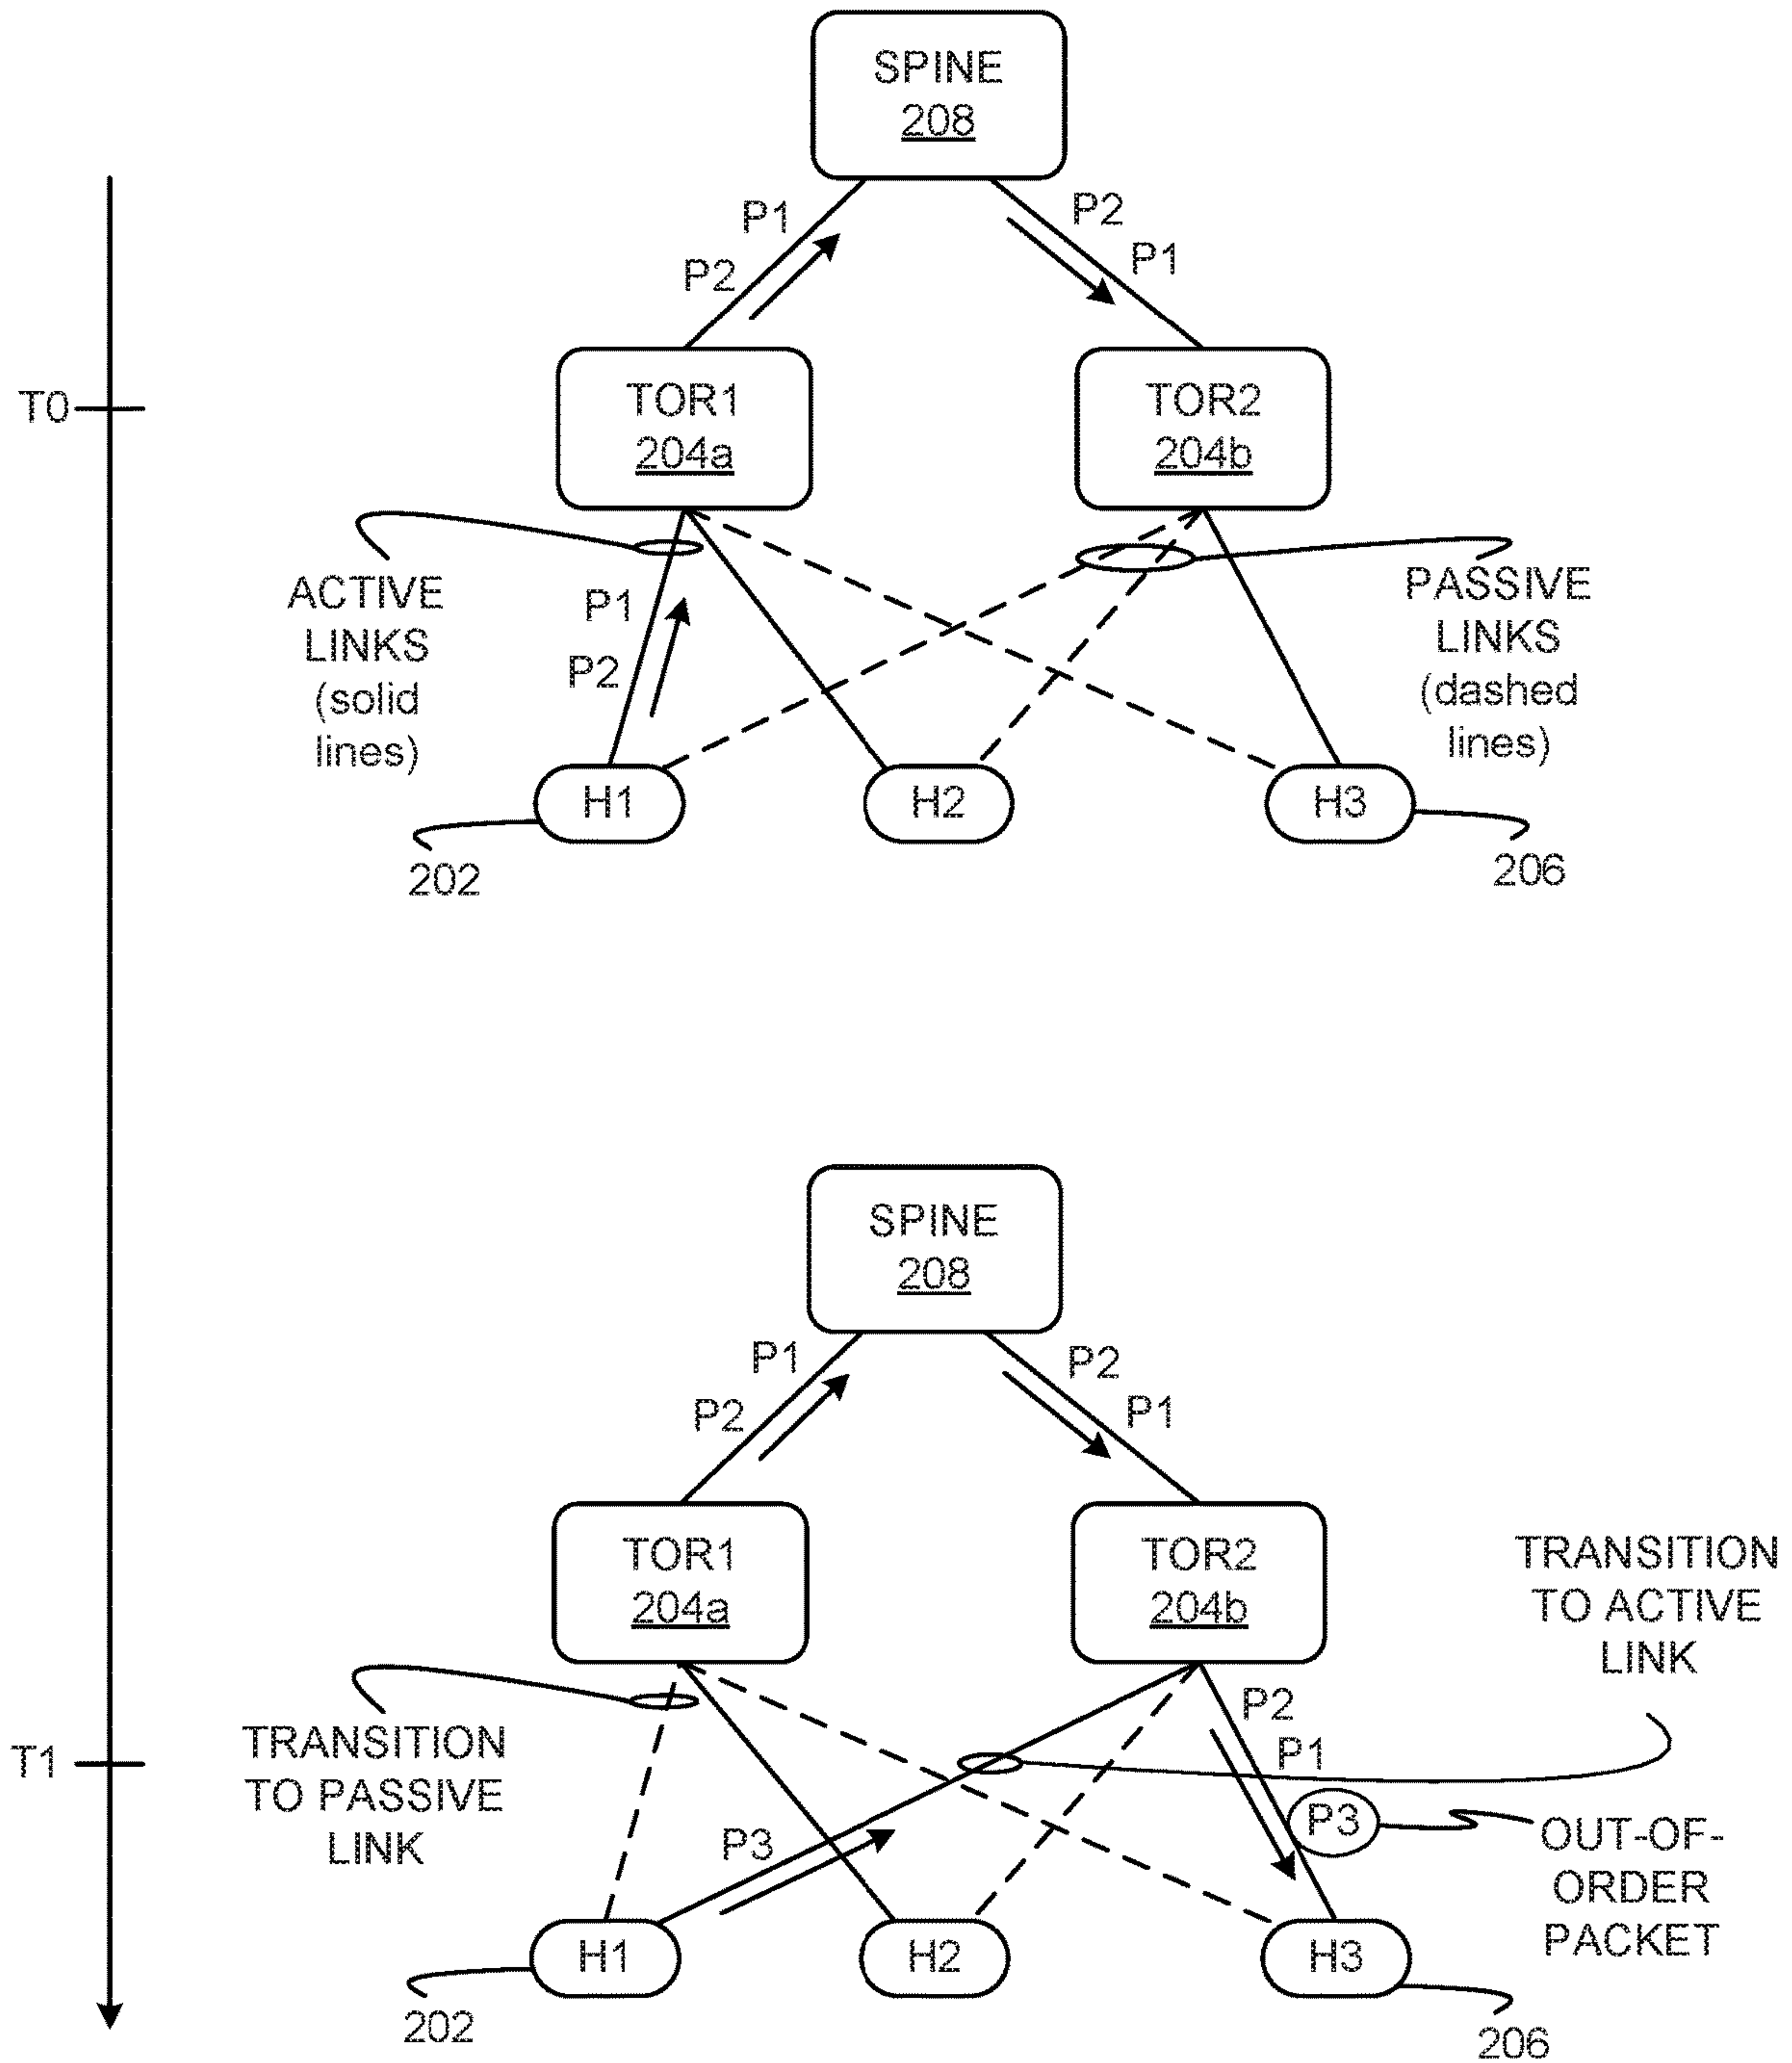 SPINE
208
P1
P2
P2
P1
T0
TOR1
204a
TOR2
204b
ACTIVE
LINKS
(solid
lines)
P1
P2
PASSIVE
LINKS
(dashed
lines)
H1
H2
H3
202
206
SPINE
208
P1
P2
P2
P1
TOR1
204a
TOR2
204b
TRANSITION
TO ACTIVE
LINK
T1
TRANSITION
TO PASSIVE
LINK
P2
P1
P3
P3
OUT-OF-
ORDER
PACKET
H1
H2
H3
202
206